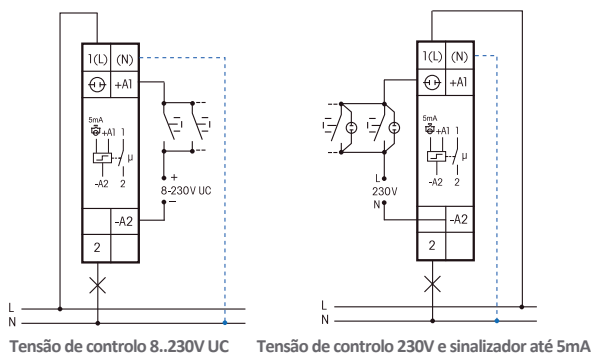 1(L) (N)
+A1
5mA
+A1 1
µ
-A2 2
-A2
2
+
8-230V UC
−
L
N
Tensão de controlo 8..230V UC
1(L) (N)
+A1
5mA
+A1 1
µ
-A2 2
-A2
2
L
230V
N
L
N
Tensão de controlo 230V e sinalizador até 5mA